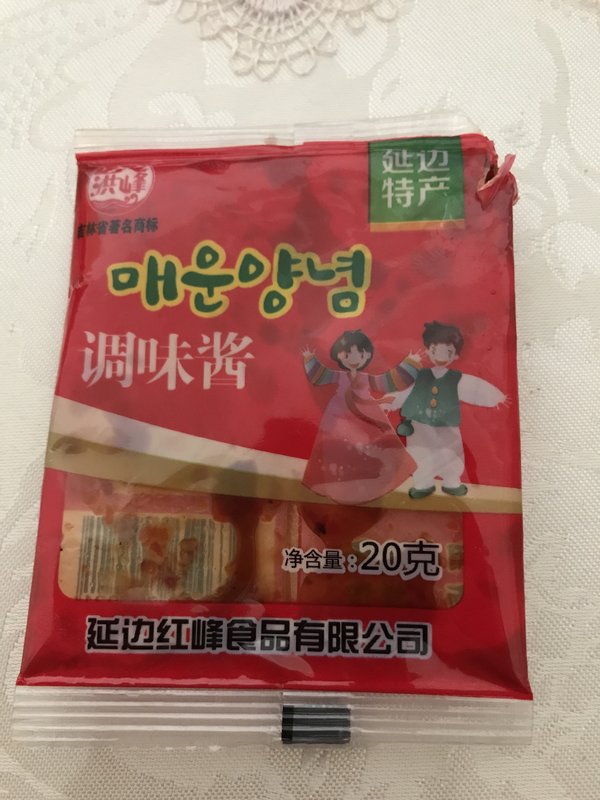 洪峰
吉林省著名商标
延边
特产
매운양념
调味酱
净含量:20克
延边红峰食品有限公司